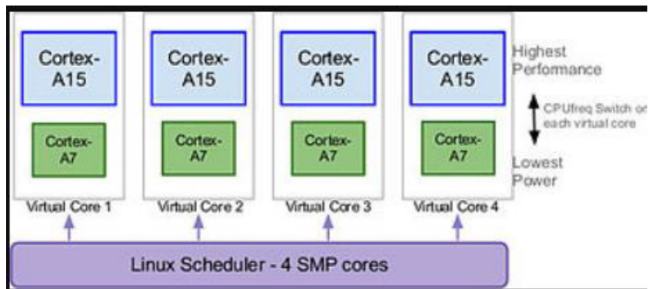 Cortex-
A15
Cortex-
A15
Cortex-
A15
Cortex-
A15
Highest
Performance
CPUfreq Switch on
each virtual core
Cortex-
A7
Cortex-
A7
Cortex-
A7
Cortex-
A7
Lowest
Power
Virtual Core 1
Virtual Core 2
Virtual Core 3
Virtual Core 4
Linux Scheduler - 4 SMP cores